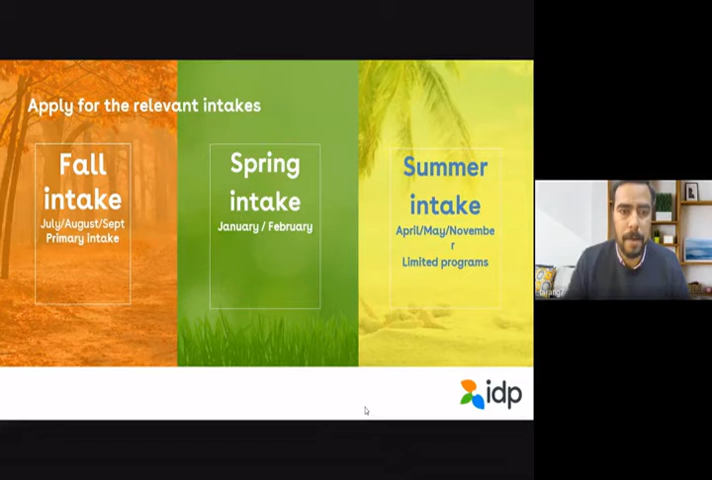 Apply for the relevant intakes
Fall
intake
July/August/Sept
Primary intake
Spring
intake
January / February
Summer
intake
April/May/Novembe
r
Limited programs
idp